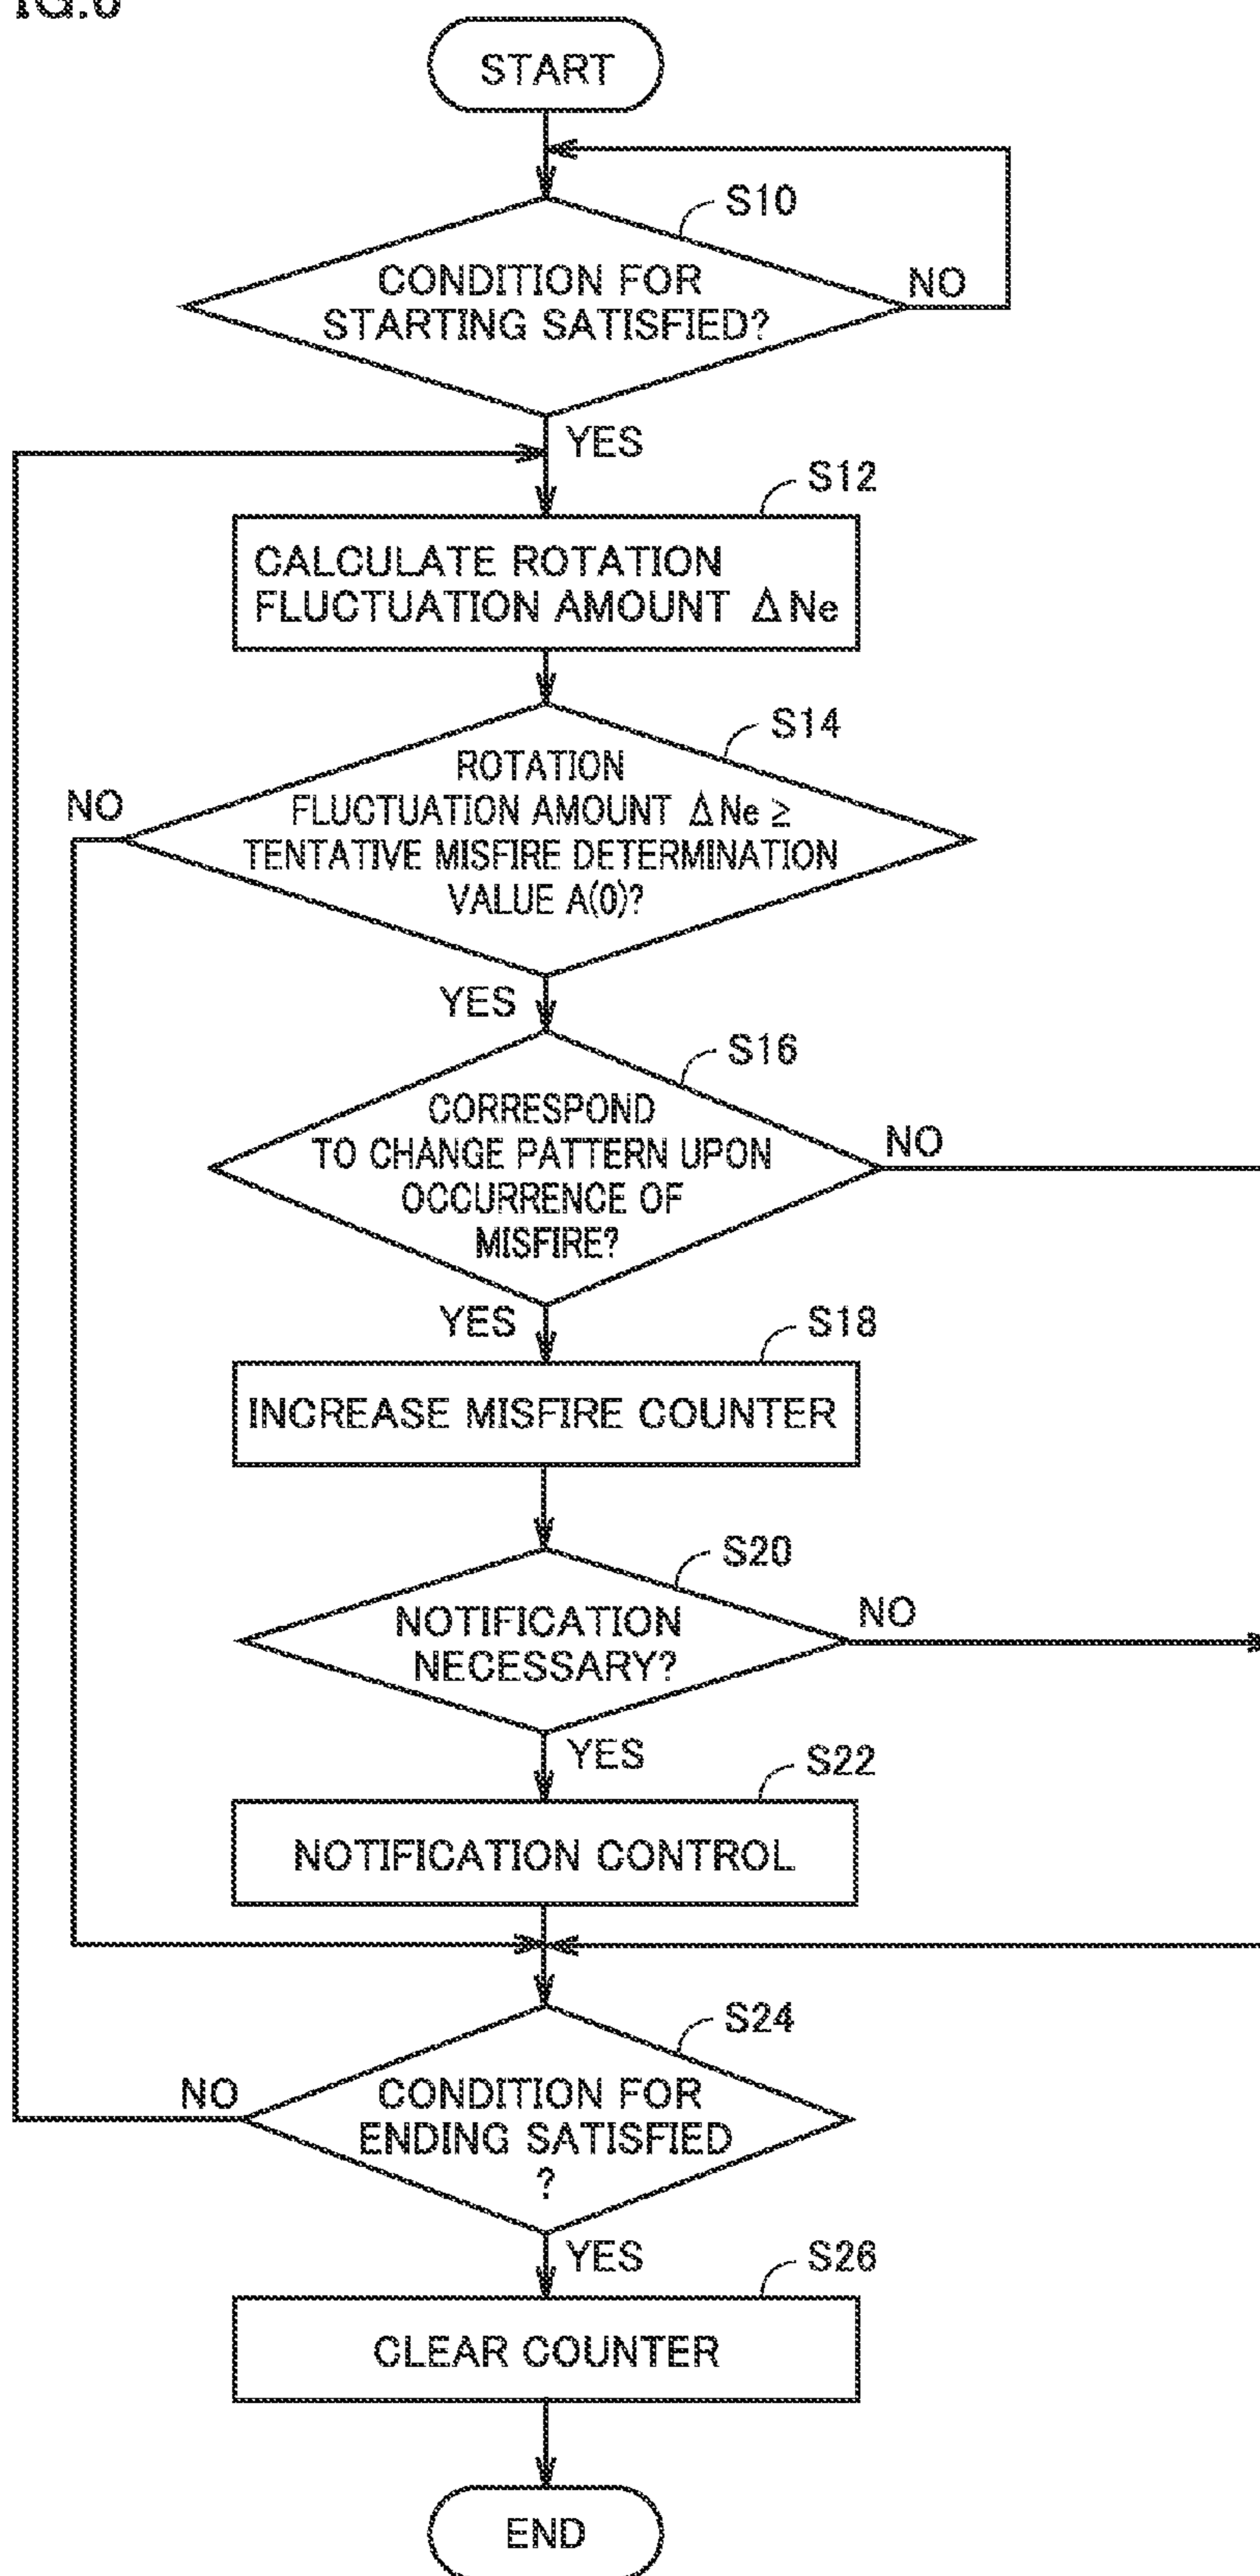 START
S10
CONDITION FOR
STARTING SATISFIED?
NO
YES
S12
CALCULATE ROTATION
FLUCTUATION AMOUNT ΔNe
S14
ROTATION
FLUCTUATION AMOUNT ΔNe ≥
TENTATIVE MISFIRE DETERMINATION
VALUE A(0)?
NO
YES
S16
CORRESPOND
TO CHANGE PATTERN UPON
OCCURRENCE OF
MISFIRE?
NO
YES
S18
INCREASE MISFIRE COUNTER
S20
NOTIFICATION
NECESSARY?
NO
YES
S22
NOTIFICATION CONTROL
S24
CONDITION FOR
ENDING SATISFIED
?
NO
YES
S26
CLEAR COUNTER
END